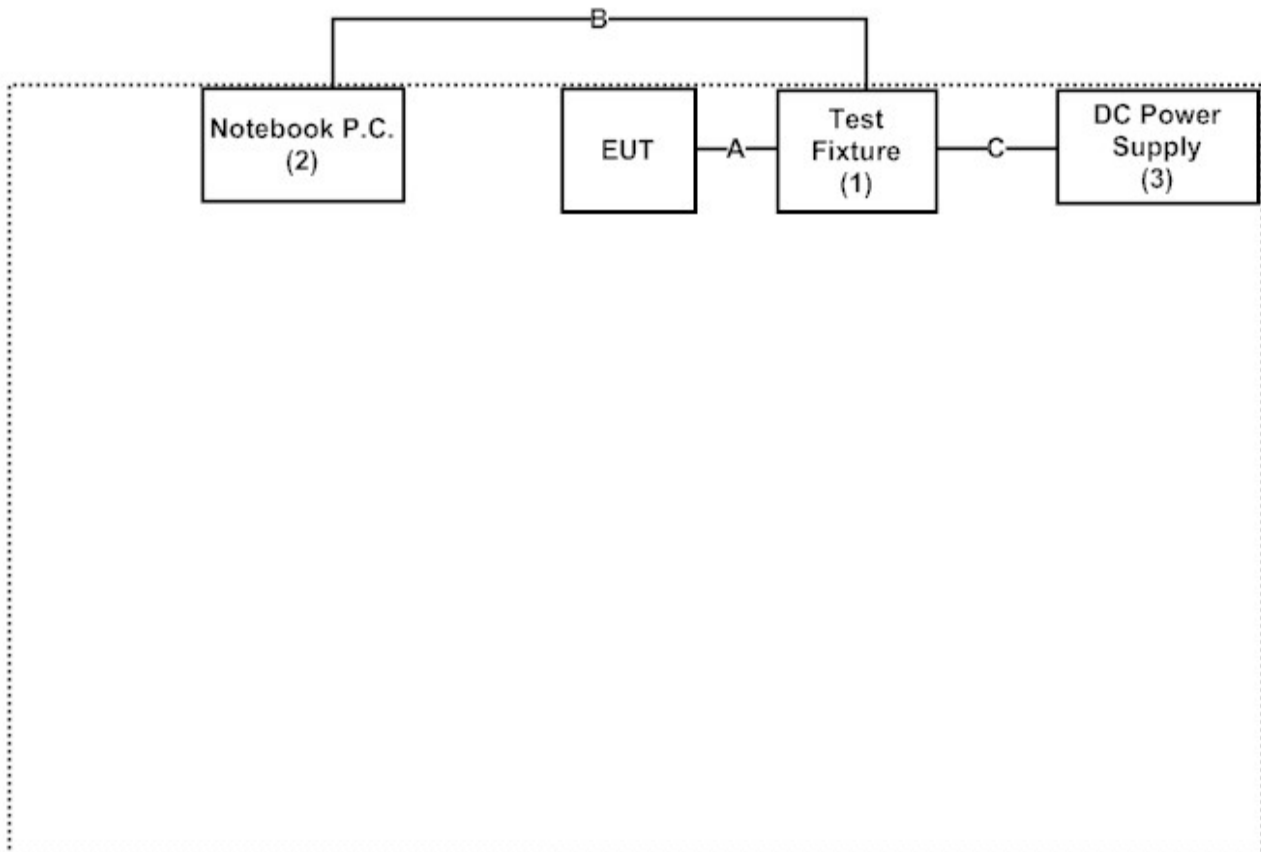 B
Notebook P.C.
(2)
EUT
A
Test
Fixture
(1)
C
DC Power
Supply
(3)